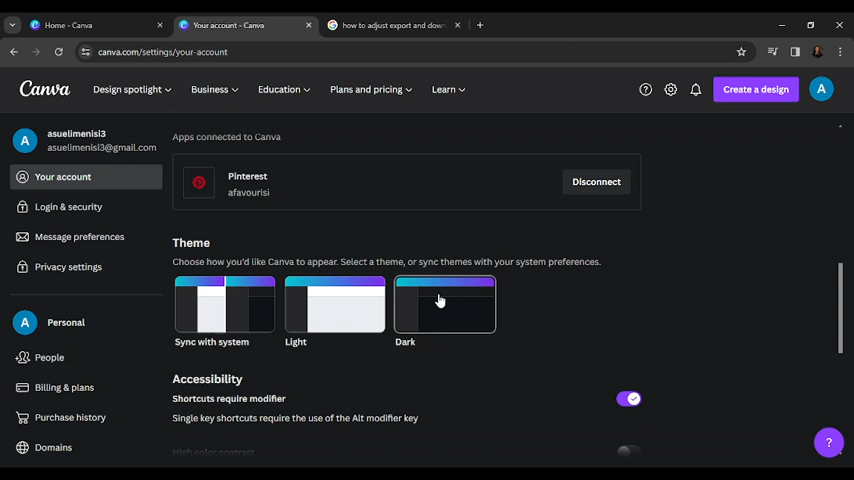 Home - Canva
Your account - Canva
how to adjust export and down
canva.com/settings/your-account
Canva
Design spotlight
Business
Education
Plans and pricing
Learn
?
Create a design
A
A
asuelimenisi3
asuelimenisi3@gmail.com
Your account
Login & security
Message preferences
Privacy settings
A
Personal
People
Billing & plans
Purchase history
Domains
Apps connected to Canva
Pinterest
afavourisi
Disconnect
Theme
Choose how you'd like Canva to appear. Select a theme, or sync themes with your system preferences.
Sync with system
Light
Dark
Accessibility
Shortcuts require modifier
Single key shortcuts require the use of the Alt modifier key
High color contrast
?